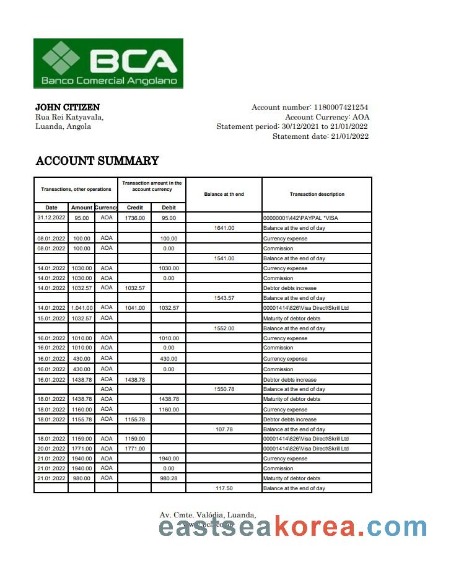 BCA
Banco Comercial Angolano
JOHN CITIZEN
Rua Rei Katyavala,
Luanda, Angola
Account number: 1180007421254
Account Currency: AOA
Statement period: 30/12/2021 to 21/01/2022
Statement date: 21/01/2022
ACCOUNT SUMMARY
Transactions, other operations Transaction amount in the account currency Balance at th end Transaction description
Date Amount Currency Credit Debit
31.12.2022 95.00 AOA 1736.00 95.00 00000001\442\PAYPAL *VISA
1641.00 Balance at the end of day
08.01.2022 100.00 AOA 100.00 Currency expense
08.01.2022 100.00 AOA 0.00 Commission
1541.00 Balance at the end of day
14.01.2022 1030.00 AOA 1030.00 Currency expense
14.01.2022 1030.00 AOA 0.00 Commission
14.01.2022 1032.57 AOA 1032.57 Debtor debts increase
1543.57 Balance at the end of day
14.01.2022 1,041.00 AOA 1041.00 1032.57 00001414\826\Visa Direct\Skrill Ltd
15.01.2022 1032.57 AOA Maturity of debtor debts
1552.00 Balance at the end of day
16.01.2022 1010.00 AOA 1010.00 Currency expense
16.01.2022 1010.00 AOA 0.00 Commission
16.01.2022 430.00 AOA 430.00 Currency expense
16.01.2022 430.00 AOA 0.00 Commission
16.01.2022 1438.78 AOA 1438.78 Debtor debts increase
AOA 1550.78 Balance at the end of day
18.01.2022 1438.78 AOA 1438.78 Maturity of debtor debts
18.01.2022 1160.00 AOA 1160.00 Currency expense
18.01.2022 1155.78 AOA 1155.78 Debtor debts increase
107.78 Balance at the end of day
18.01.2022 1169.00 AOA 1169.00 00001414\826\Visa Direct\Skrill Ltd
20.01.2022 1771.00 AOA 1771.00 00001414\826\Visa Direct\Skrill Ltd
21.01.2022 1940.00 AOA 1940.00 Currency expense
21.01.2022 1940.00 AOA 0.00 Commission
21.01.2022 980.00 AOA 980.28 Maturity of debtor debts
117.50 Balance at the end of day
Av. Cmte. Valódia, Luanda,
eastseakorea.com